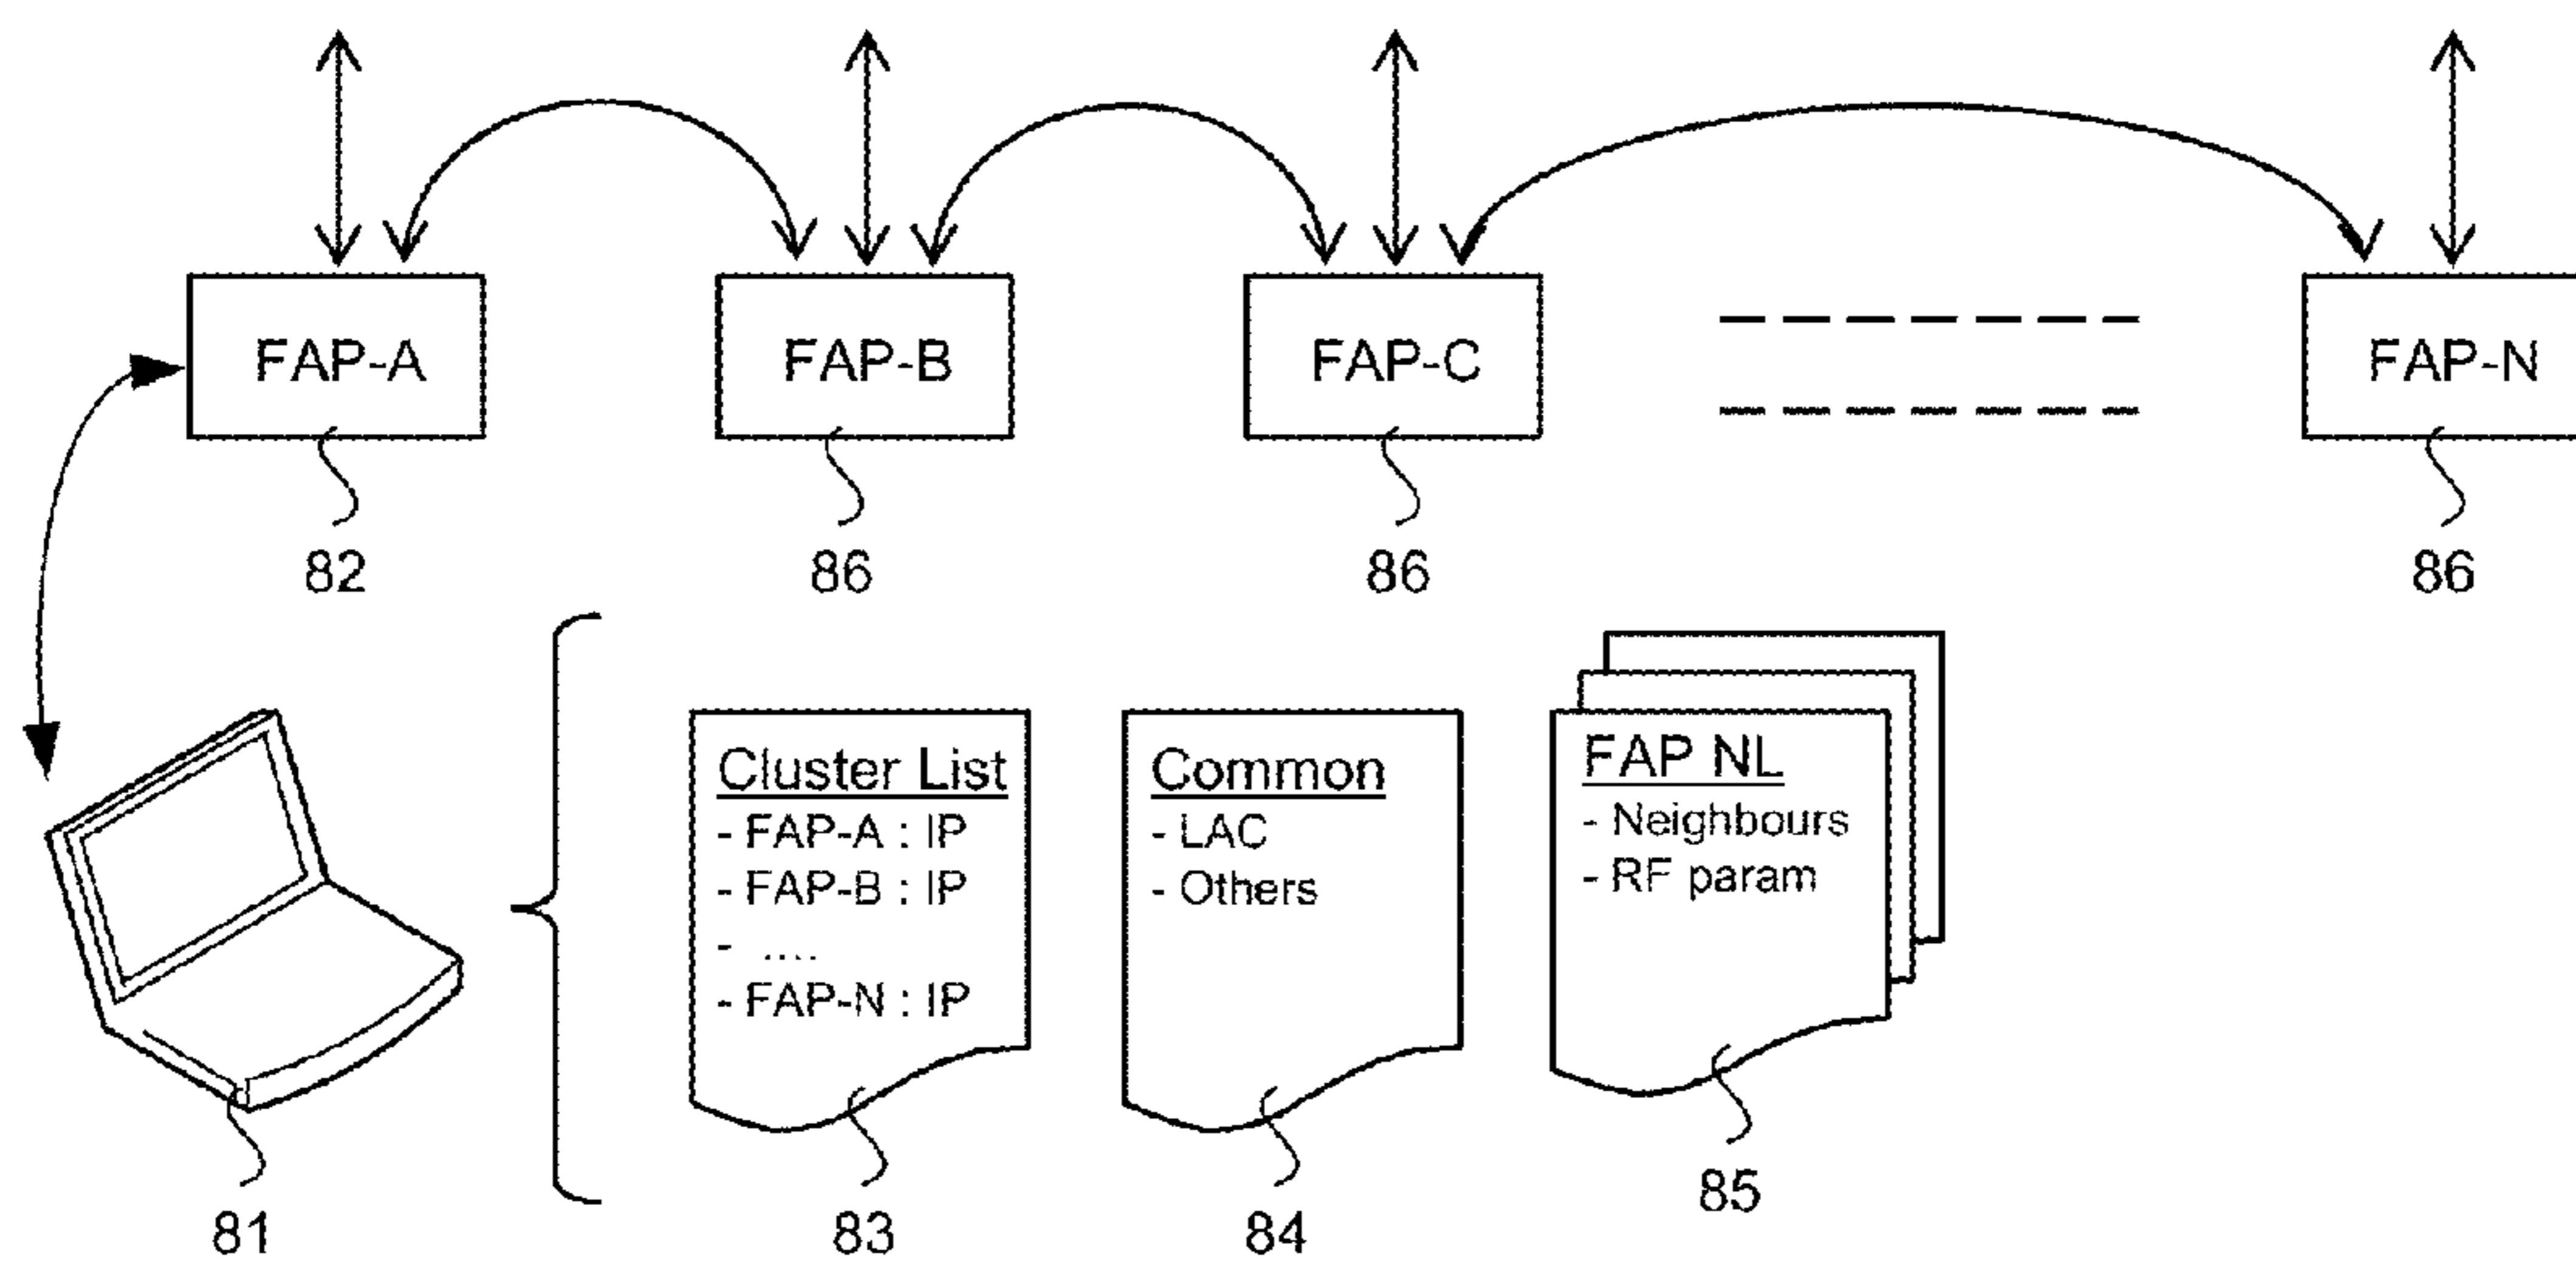 FAP-A
FAP-B
FAP-C
FAP-N
82
86
86
86
Cluster List
- FAP-A : IP
- FAP-B : IP
- ....
- FAP-N : IP
Common
- LAC
- Others
FAP NL
- Neighbours
- RF param
81
83
84
85